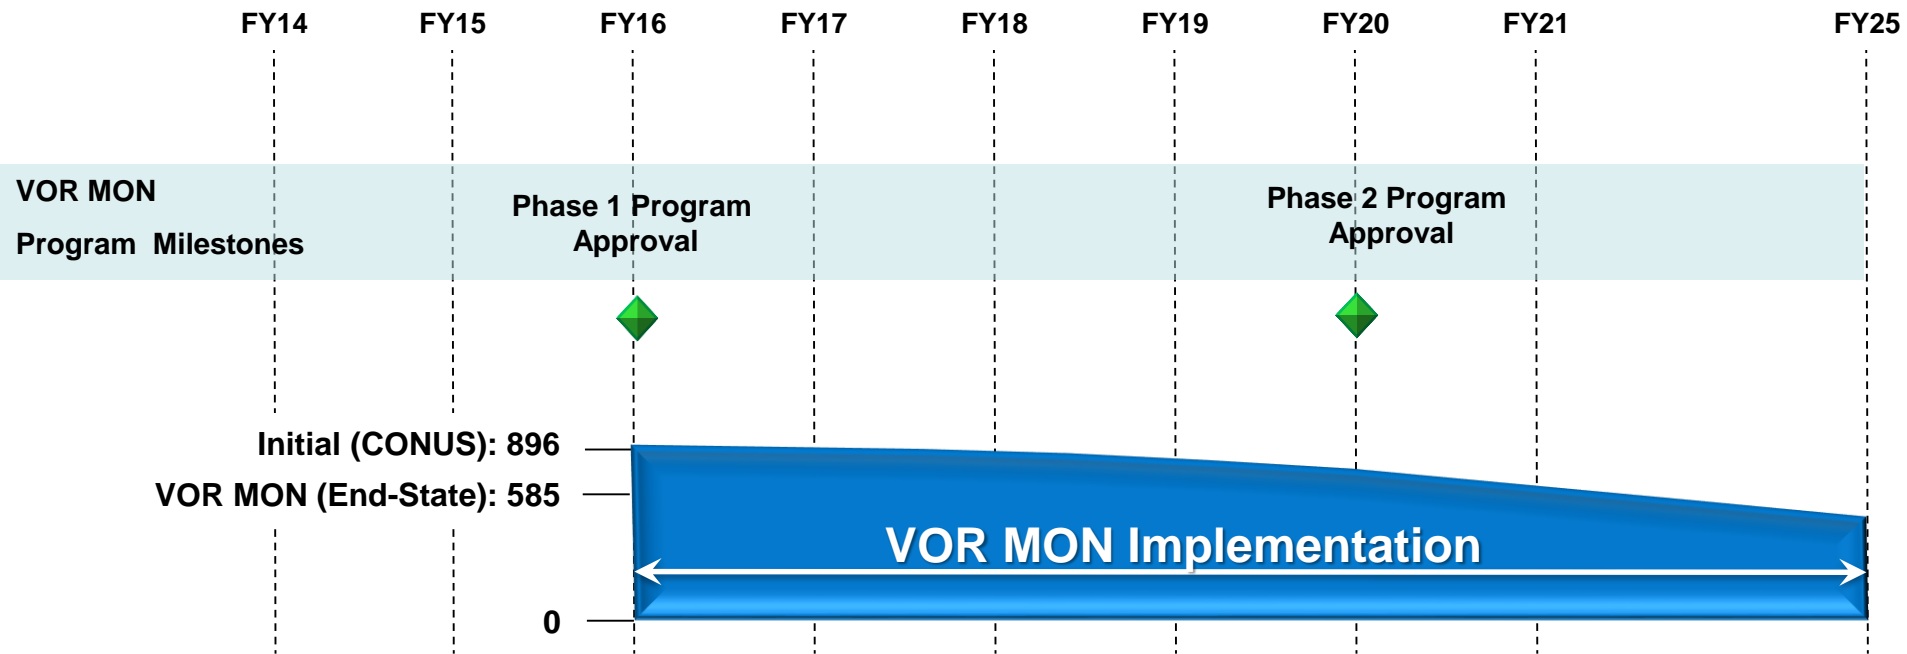 FY14 FY15 FY16 FY17 FY18 FY19 FY20 FY21 FY25
VOR MON
Program Milestones
Phase 1 Program
Approval
Phase 2 Program
Approval
Initial (CONUS): 896
VOR MON (End-State): 585
VOR MON Implementation
0